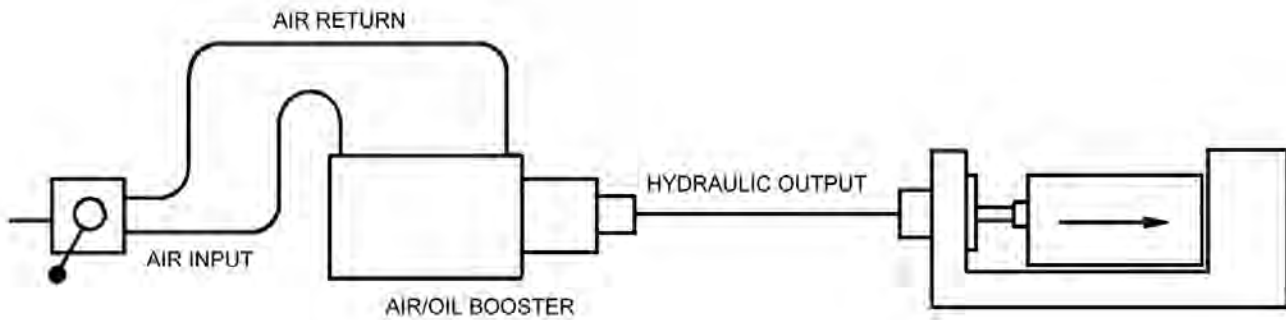 AIR RETURN
HYDRAULIC OUTPUT
AIR INPUT
AIR/OIL BOOSTER